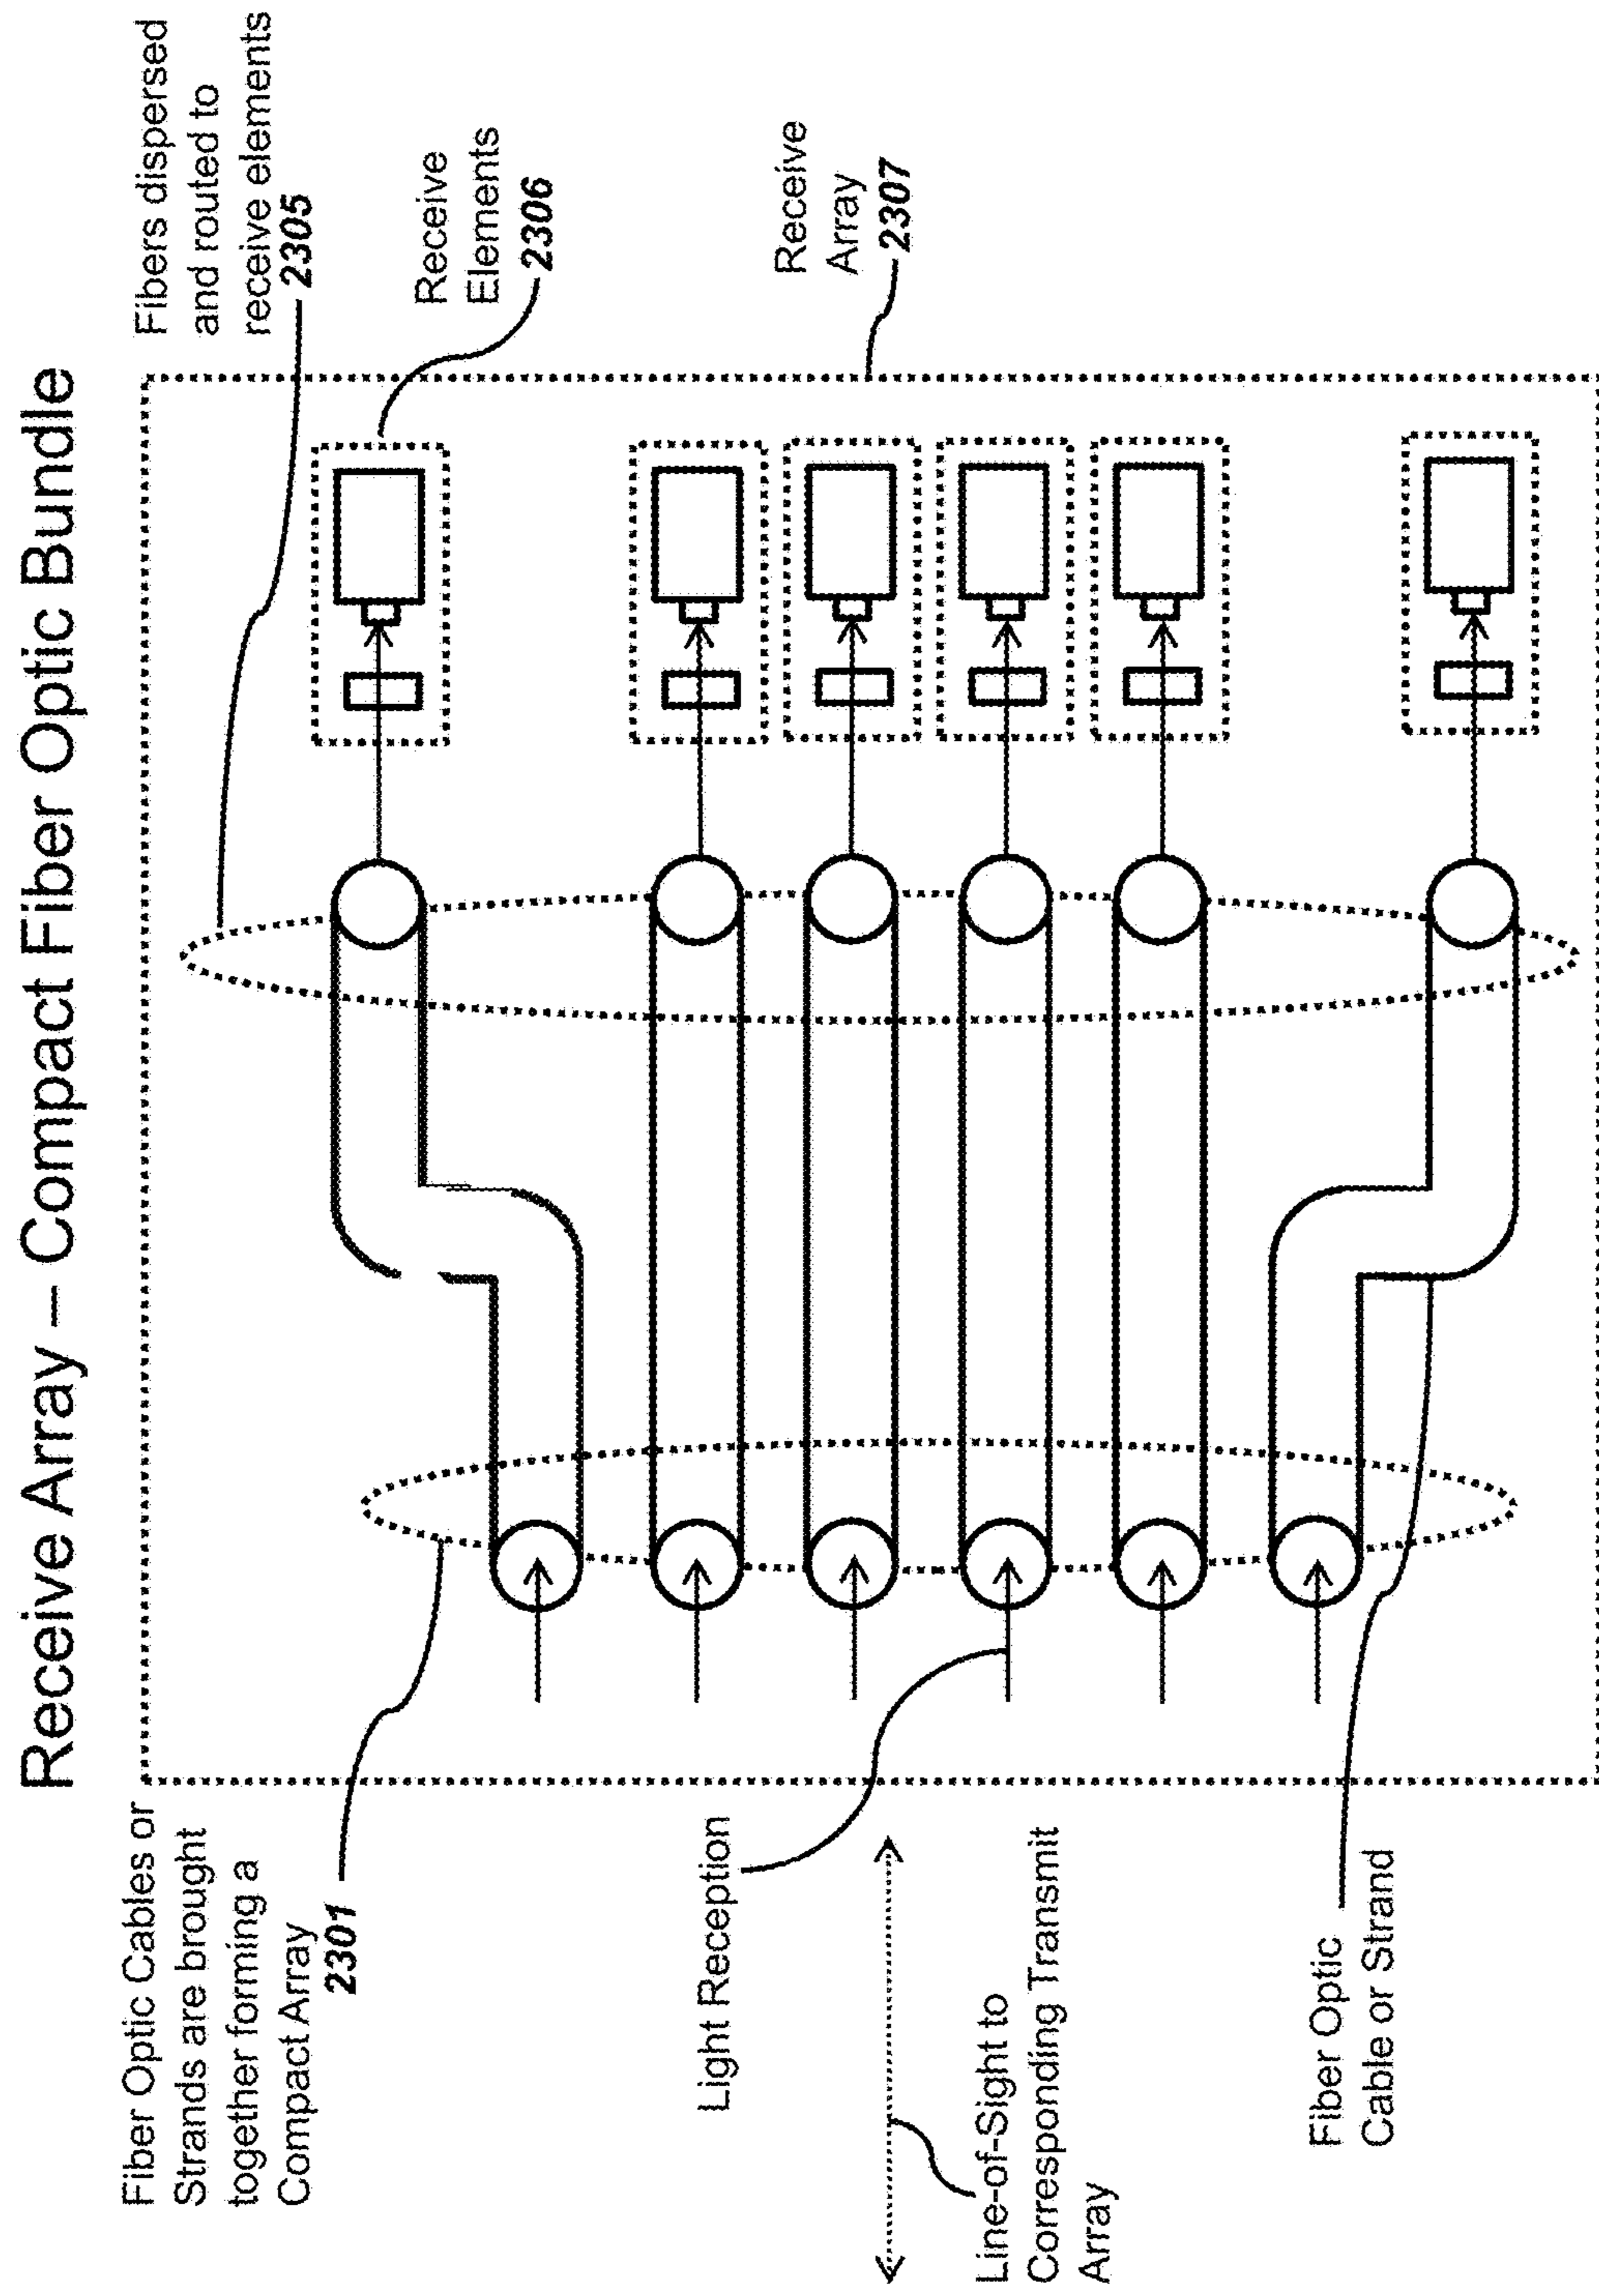 Receive Array – Compact Fiber Optic Bundle
Fiber Optic Cables or
Strands are brought
together forming a
Compact Array
2301
Fibers dispersed
and routed to
receive elements
2305
Receive
Elements
2306
Light Reception
Receive
Array
2307
Line-of-Sight to
Corresponding Transmit
Array
Fiber Optic
Cable or Strand